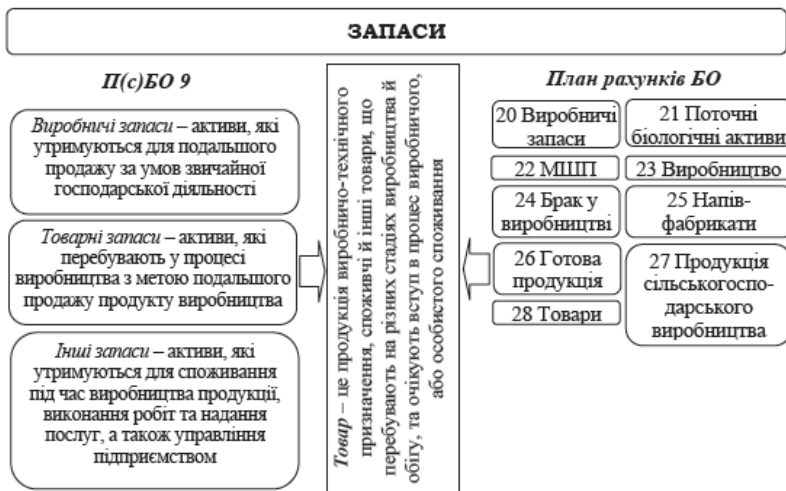 ЗАПАСИ
П(с)БО 9
Виробничі запаси – активи, які
утримуються для подальшого
продажу за умов звичайної
господарської діяльності
Товарні запаси – активи, які
перебувають у процесі
виробництва з метою подальшого
продажу продукту виробництва
Інші запаси – активи, які
утримуються для споживання
під час виробництва продукції,
виконання робіт та надання
послуг, а також управління
підприємством
Товар – це продукція виробничо-технічного
призначення, споживчі й інші товари, що
перебувають на різних стадіях виробництва й
обігу, та очікують вступ в процес виробничого,
або особистого споживання
План рахунків БО
20 Виробничі
запаси
21 Поточні
біологічні активи
22 МШП
23 Виробництво
24 Брак у
виробництві
25 Напів-
фабрикати
26 Готова
продукція
27 Продукція
сільськогоспо-
дарського
виробництва
28 Товари